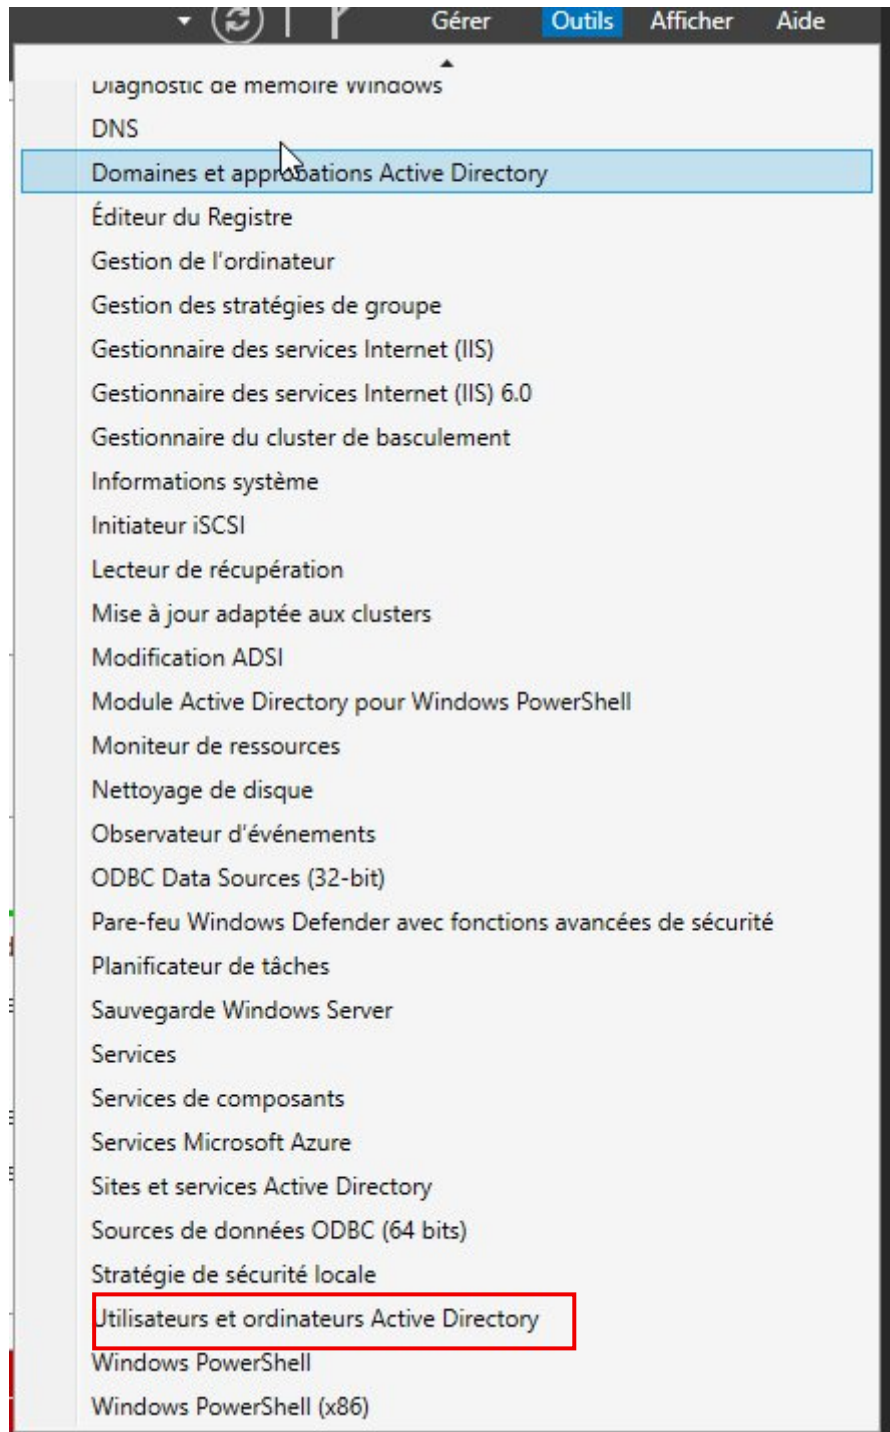 Gérer Outils Afficher Aide
Diagnostic de mémoire Windows
DNS
Domaines et approbations Active Directory
Éditeur du Registre
Gestion de l'ordinateur
Gestion des stratégies de groupe
Gestionnaire des services Internet (IIS)
Gestionnaire des services Internet (IIS) 6.0
Gestionnaire du cluster de basculement
Informations système
Initiateur iSCSI
Lecteur de récupération
Mise à jour adaptée aux clusters
Modification ADSI
Module Active Directory pour Windows PowerShell
Moniteur de ressources
Nettoyage de disque
Observateur d'événements
ODBC Data Sources (32-bit)
Pare-feu Windows Defender avec fonctions avancées de sécurité
Planificateur de tâches
Sauvegarde Windows Server
Services
Services de composants
Services Microsoft Azure
Sites et services Active Directory
Sources de données ODBC (64 bits)
Stratégie de sécurité locale
Utilisateurs et ordinateurs Active Directory
Windows PowerShell
Windows PowerShell (x86)